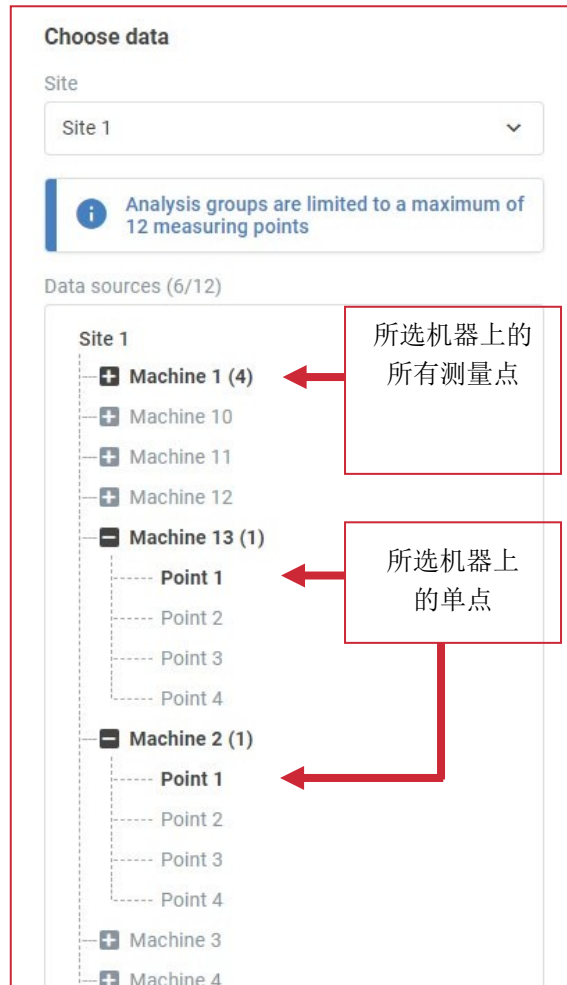 Choose data
Site
Site 1
Analysis groups are limited to a maximum of
12 measuring points
Data sources (6/12)
Site 1
Machine 1 (4)
所选机器上的
所有测量点
Machine 10
Machine 11
Machine 12
Machine 13 (1)
所选机器上
的单点
Point 1
Point 2
Point 3
Point 4
Machine 2 (1)
Point 1
Point 2
Point 3
Point 4
Machine 3
Machine 4